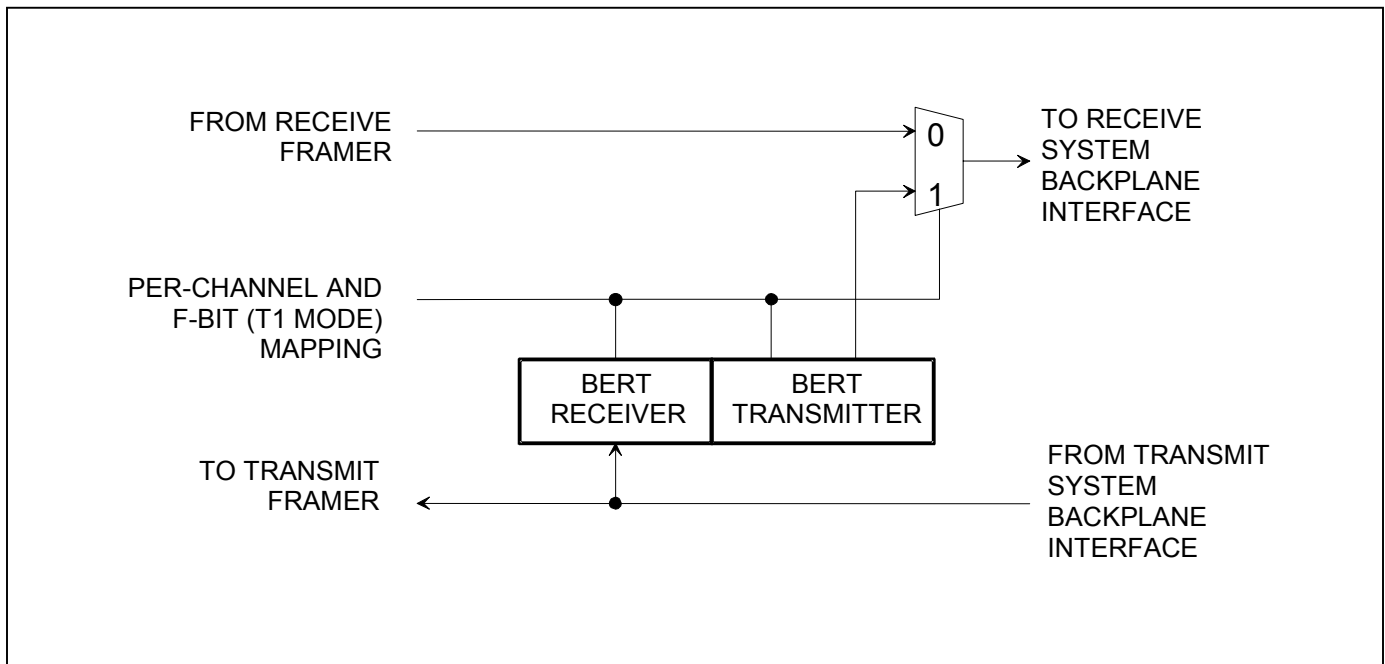 FROM RECEIVE
FRAMER
0
1
TO RECEIVE
SYSTEM
BACKPLANE
INTERFACE
PER-CHANNEL AND
F-BIT (T1 MODE)
MAPPING
BERT
RECEIVER
BERT
TRANSMITTER
TO TRANSMIT
FRAMER
FROM TRANSMIT
SYSTEM
BACKPLANE
INTERFACE